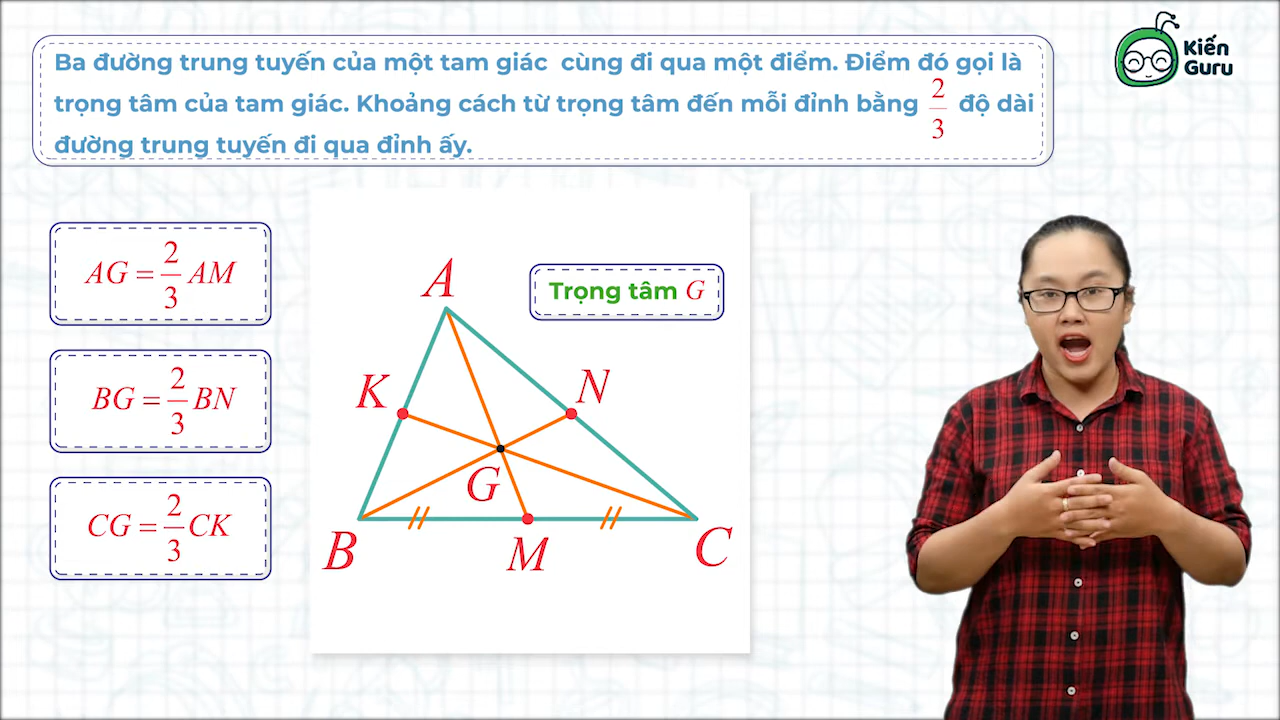 Ba đường trung tuyến của một tam giác cùng đi qua một điểm. Điểm đó gọi là
trọng tâm của tam giác. Khoảng cách từ trọng tâm đến mỗi đỉnh bằng 2/3 độ dài
đường trung tuyến đi qua đỉnh ấy.
Kiến
Guru
AG = 2/3 AM
BG = 2/3 BN
CG = 2/3 CK
Trọng tâm G
A
K
N
G
B
M
C